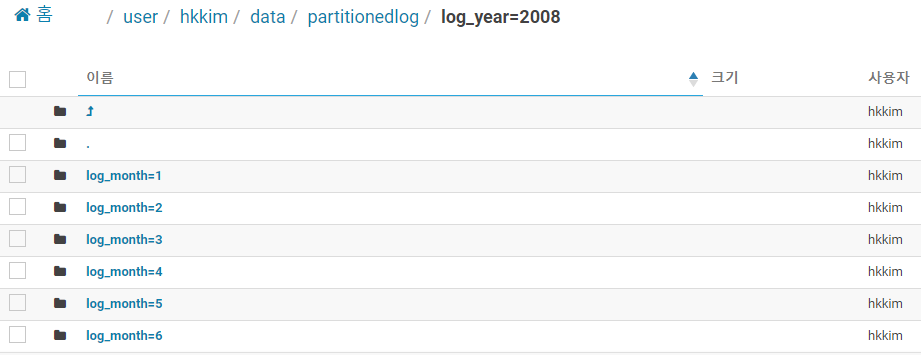 홈 / user / hkkim / data / partitionedlog / log_year=2008
이름 크기 사용자
hkkim
. hkkim
log_month=1 hkkim
log_month=2 hkkim
log_month=3 hkkim
log_month=4 hkkim
log_month=5 hkkim
log_month=6 hkkim